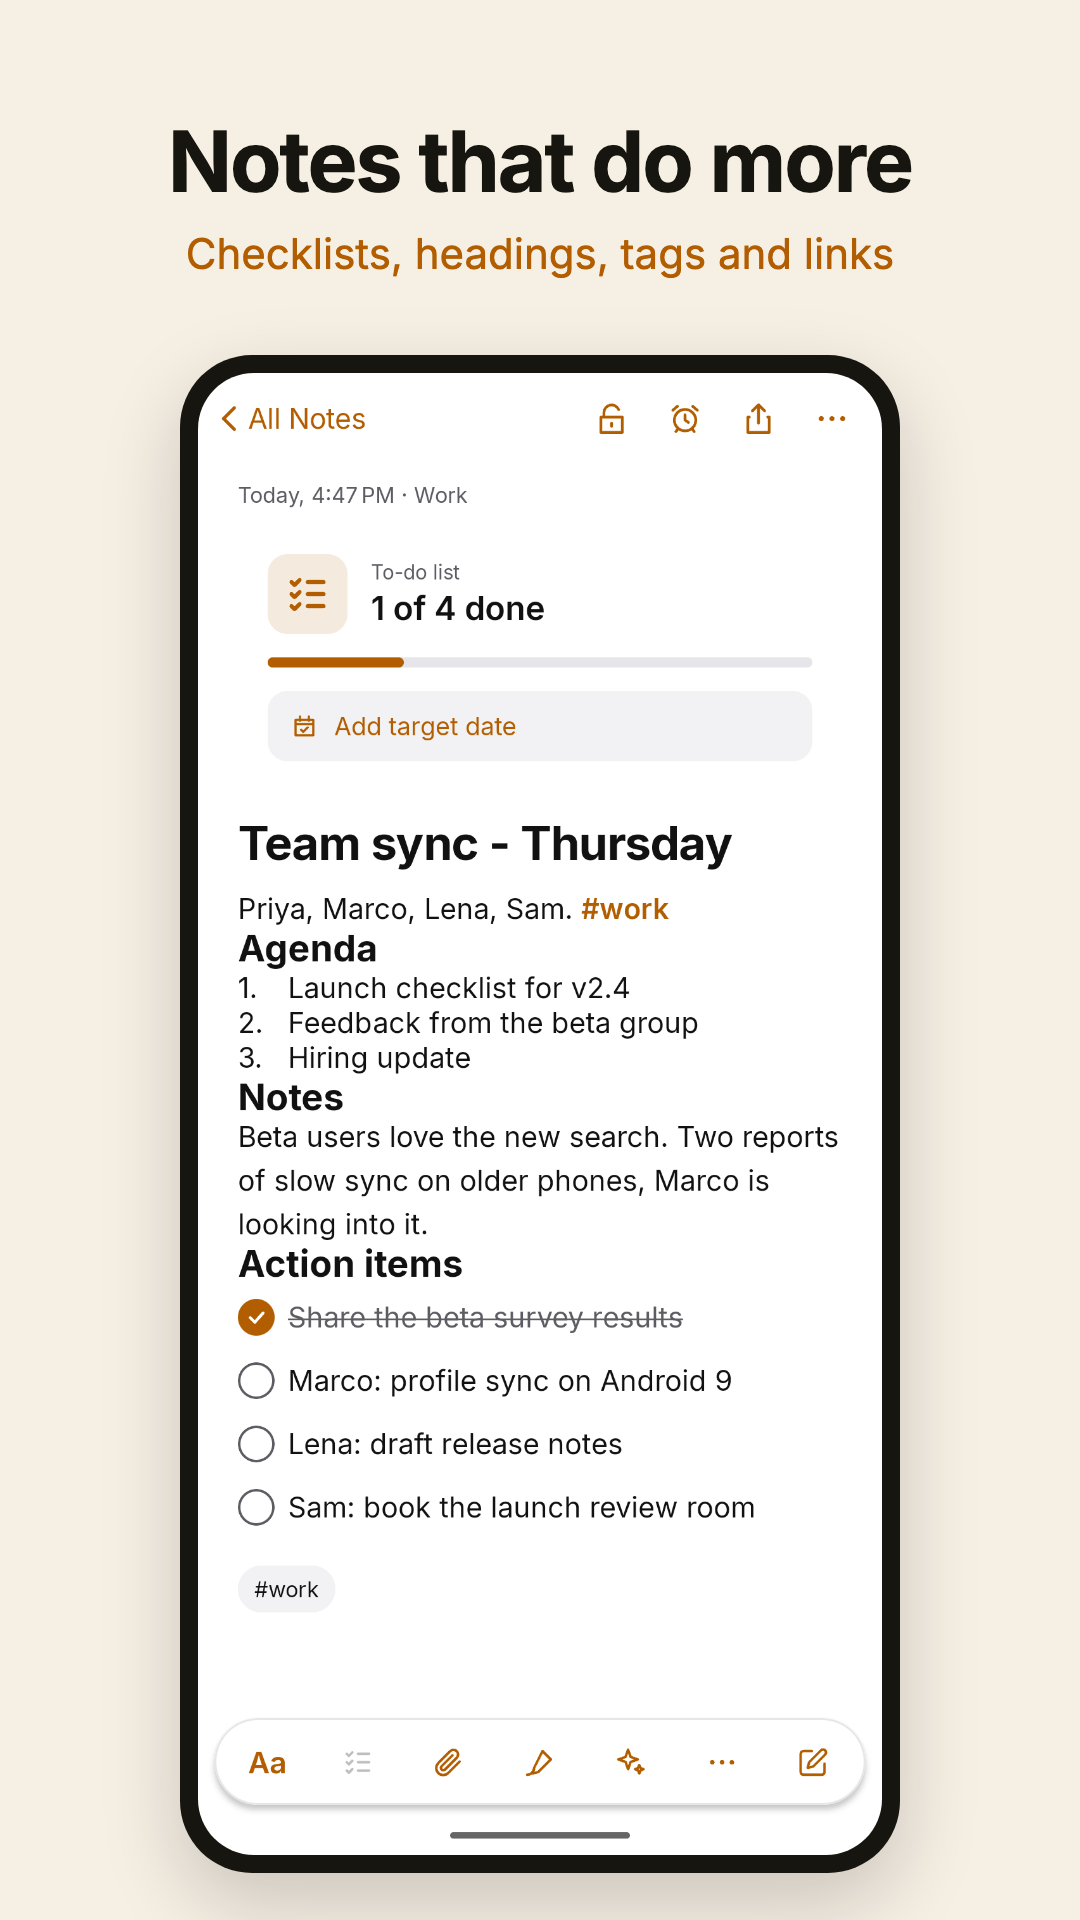 Notes that do more
Checklists, headings, tags and links
All Notes
Today, 4:47 PM · Work
To-do list
1 of 4 done
Add target date
Team sync - Thursday
Priya, Marco, Lena, Sam. #work
Agenda
1. Launch checklist for v2.4
2. Feedback from the beta group
3. Hiring update
Notes
Beta users love the new search. Two reports
of slow sync on older phones, Marco is
looking into it.
Action items
Share the beta survey results
Marco: profile sync on Android 9
Lena: draft release notes
Sam: book the launch review room
#work
Aa